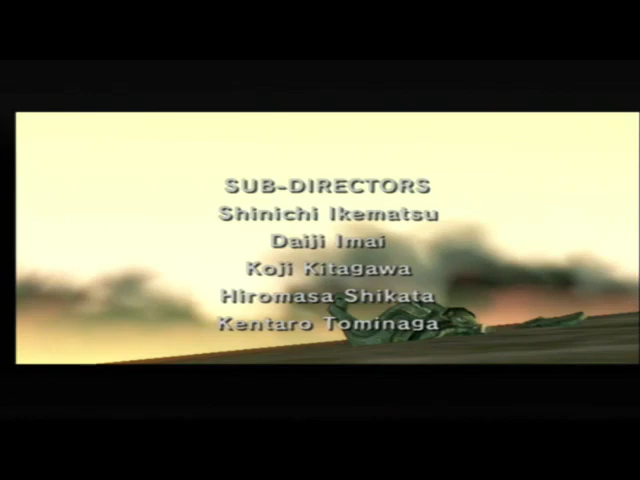 SUB-DIRECTORS
Shinichi Ikematsu
Daiji Imai
Koji Kitagawa
Hiromasa Shikata
Kentaro Tominaga